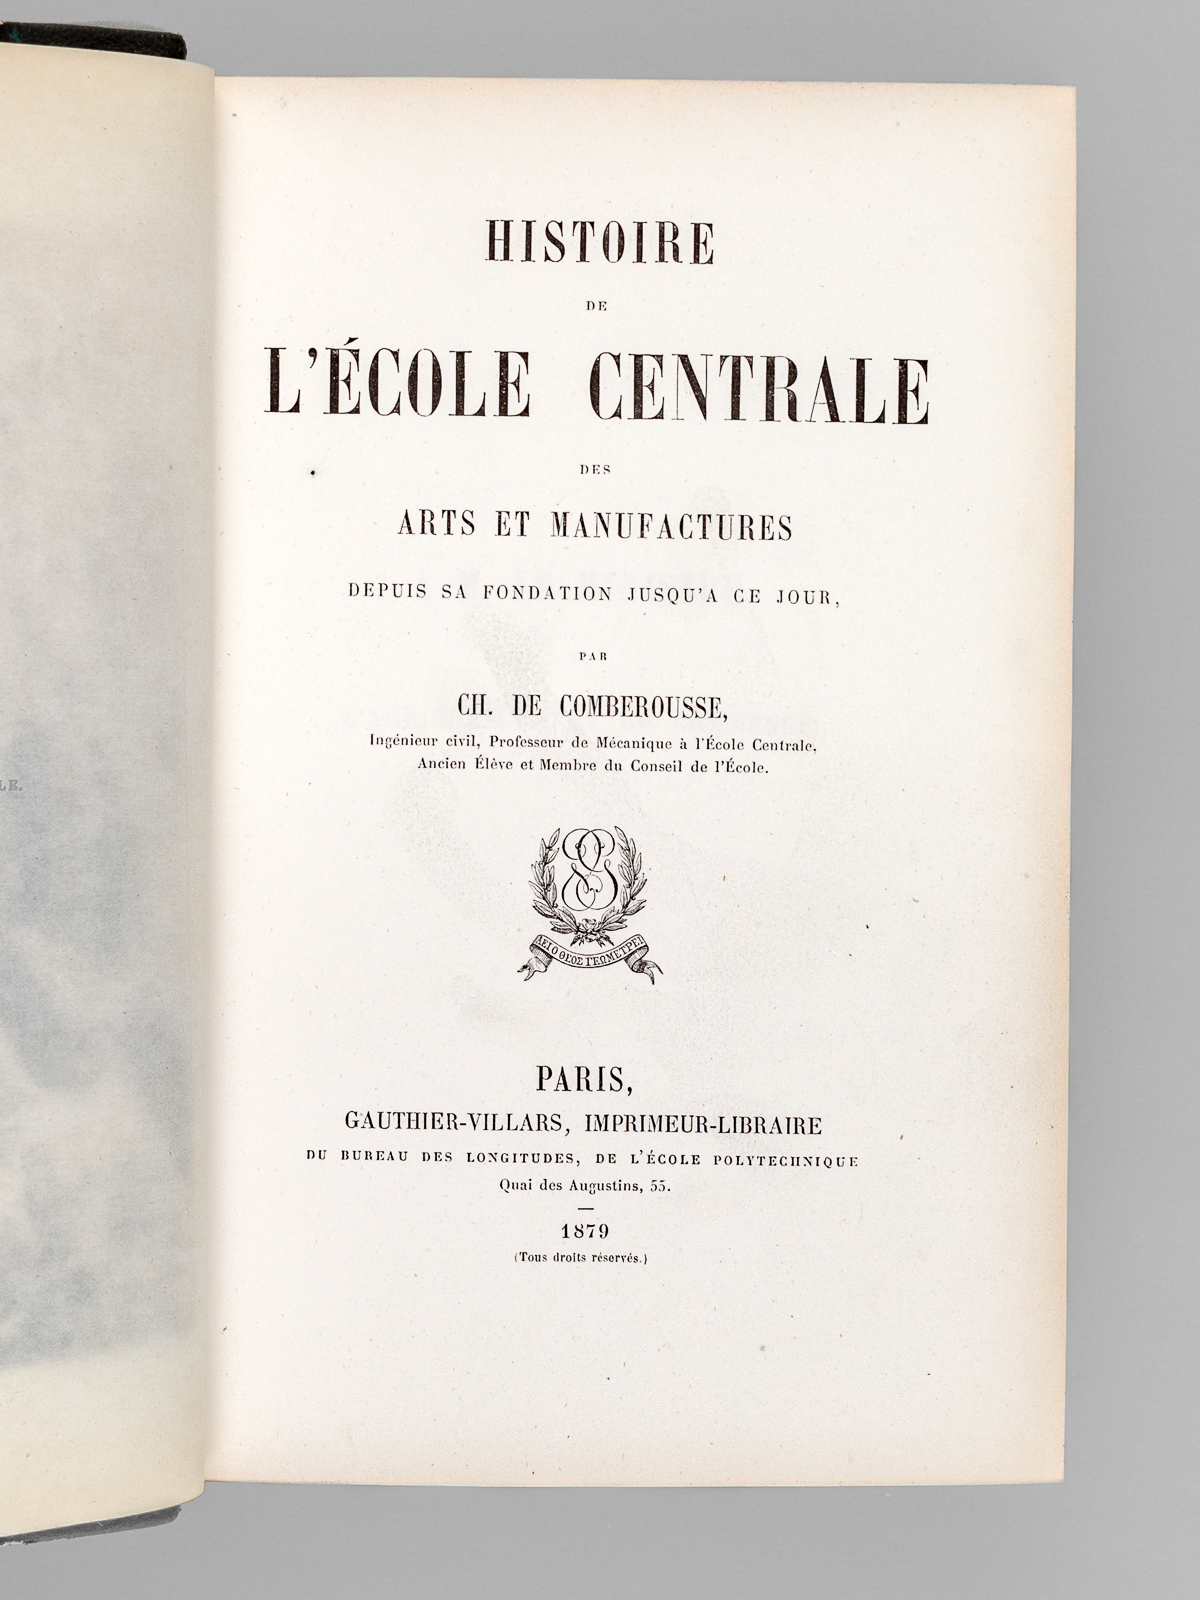 LE.
HISTOIRE
DE
L'ÉCOLE CENTRALE
DES
ARTS ET MANUFACTURES
DEPUIS SA FONDATION JUSQU'A CE JOUR,
PAR
CH. DE COMBEROUSSE,
Ingénieur civil, Professeur de Mécanique à l'École Centrale,
Ancien Élève et Membre du Conseil de l'École.
ΑΕΙ Ο ΘΕΟΣ ΓΕΩΜΕΤΡΕΙ
PARIS,
GAUTHIER-VILLARS, IMPRIMEUR-LIBRAIRE
DU BUREAU DES LONGITUDES, DE L'ÉCOLE POLYTECHNIQUE
Quai des Augustins, 55.
1879
(Tous droits réservés.)